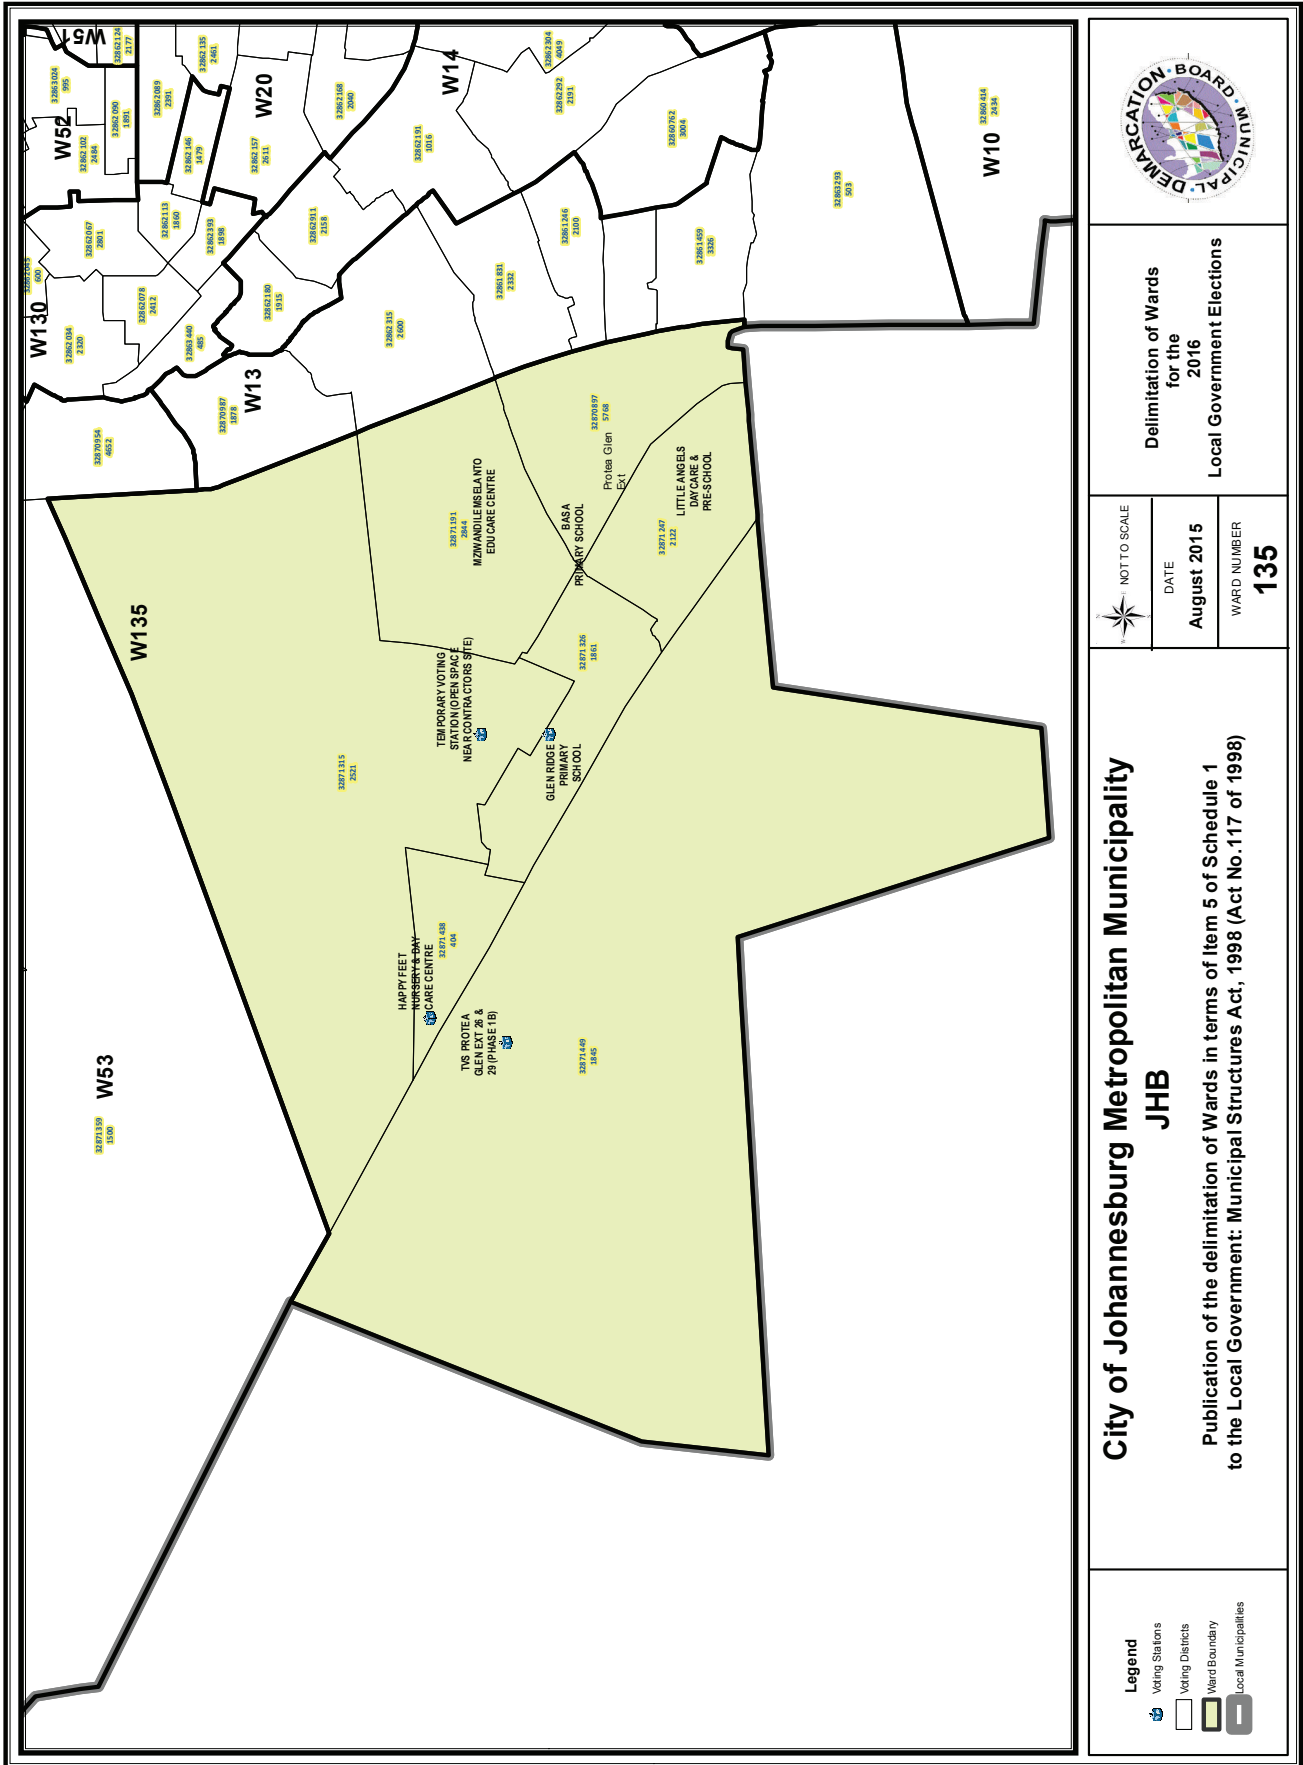 W51
32862124
2177
32863024
995
W52
32862090
1891
32862102
2484
32862089
2391
32862135
2461
W20
32862146
1479
32862157
2611
32862168
2040
W14
32862304
4049
32862292
2191
32862191
1016
32860762
3004
32860414
2434
W10
32863293
503
32862067
2801
32862113
1860
32862393
1898
32862911
2158
32861246
2100
32861459
3326
32862045
600
W130
32862034
2320
32862078
2412
32863440
485
32862180
1915
32862315
2600
32861831
2332
W13
32870987
1878
32870954
4652
W135
32870897
5768
Protea Glen
Ext
32871191
2844
MZIWANDILE MSELANTO
EDU CARE CENTRE
BASA
PRIMARY SCHOOL
32871247
2122
LITTLE ANGELS
DAY CARE &
PRE-SCHOOL
32871326
1861
TEMPORARY VOTING
STATION (OPEN SPACE
NEAR CONTRACTORS SITE)
GLEN RIDGE
PRIMARY
SCHOOL
32871315
2521
32871438
404
HAPPY FEET
NURSERY & DAY
CARE CENTRE
TVS PROTEA
GLEN EXT 26 &
29 (PHASE 1B)
32871449
1845
W53
32871359
1500
Legend
Voting Stations
Voting Districts
Ward Boundary
Local Municipalities
City of Johannesburg Metropolitan Municipality
JHB
Publication of the delimitation of Wards in terms of Item 5 of Schedule 1
to the Local Government: Municipal Structures Act, 1998 (Act No.117 of 1998)
NOT TO SCALE
DATE
August 2015
WARD NUMBER
135
Delimitation of Wards
for the
2016
Local Government Elections
MUNICIPAL · DEMARCATION · BOARD ·